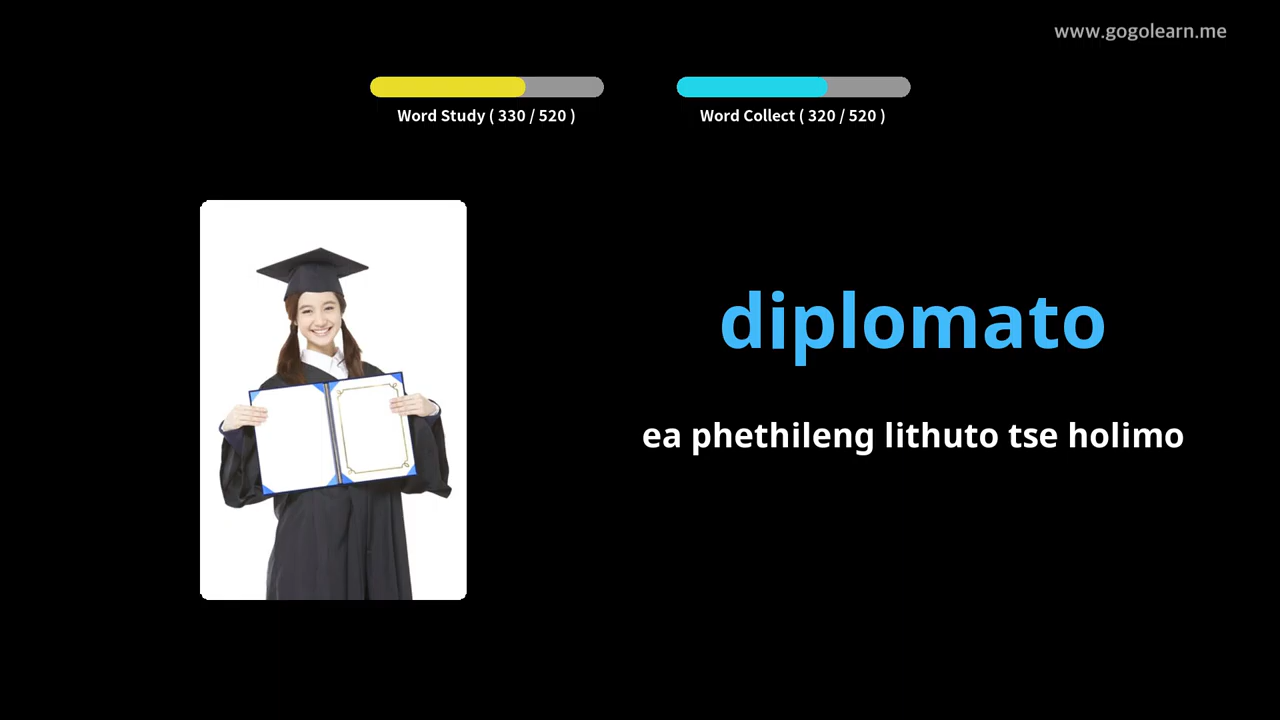 www.gogolearn.me
Word Study ( 330 / 520 )
Word Collect ( 320 / 520 )
diplomato
ea phethileng lithuto tse holimo